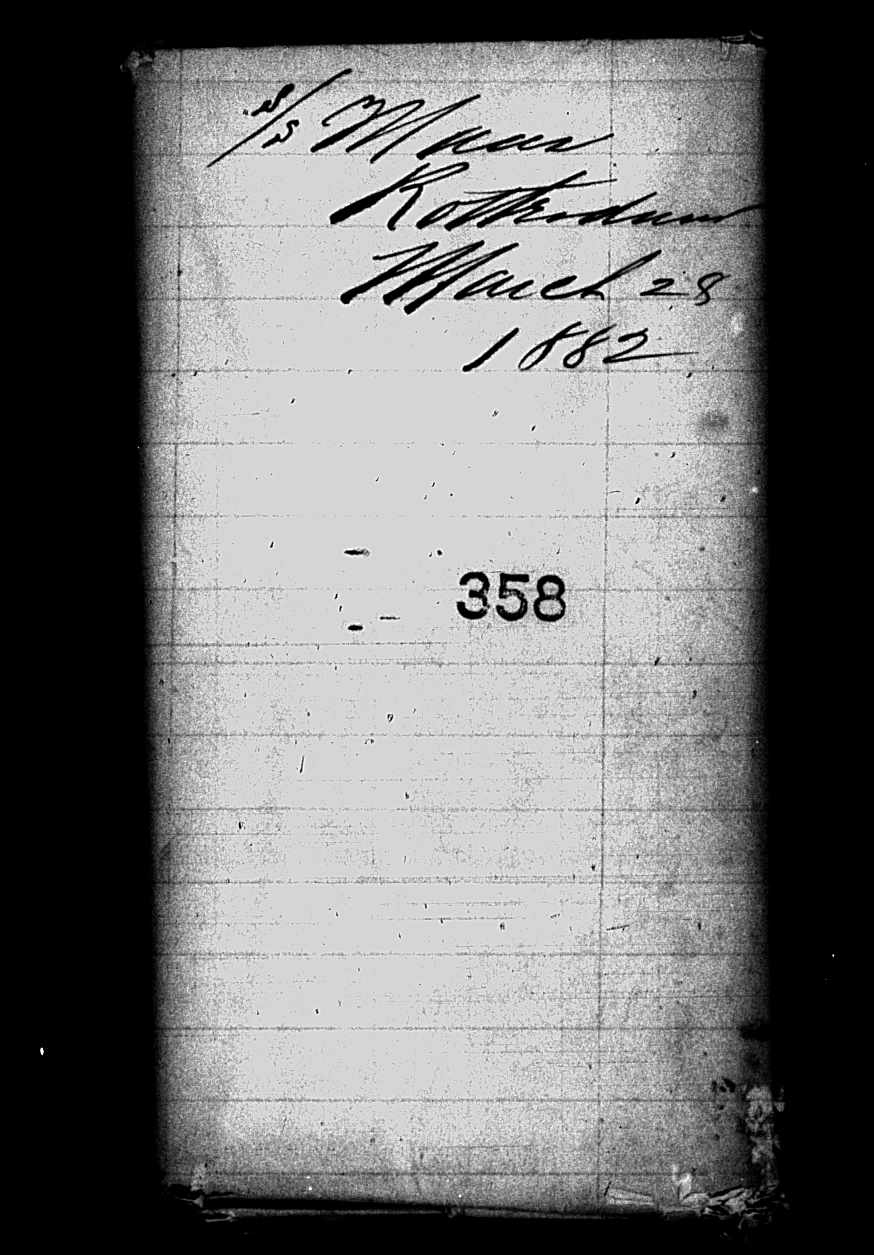 S/S Maas
Rotterdam
March 28
1882
358